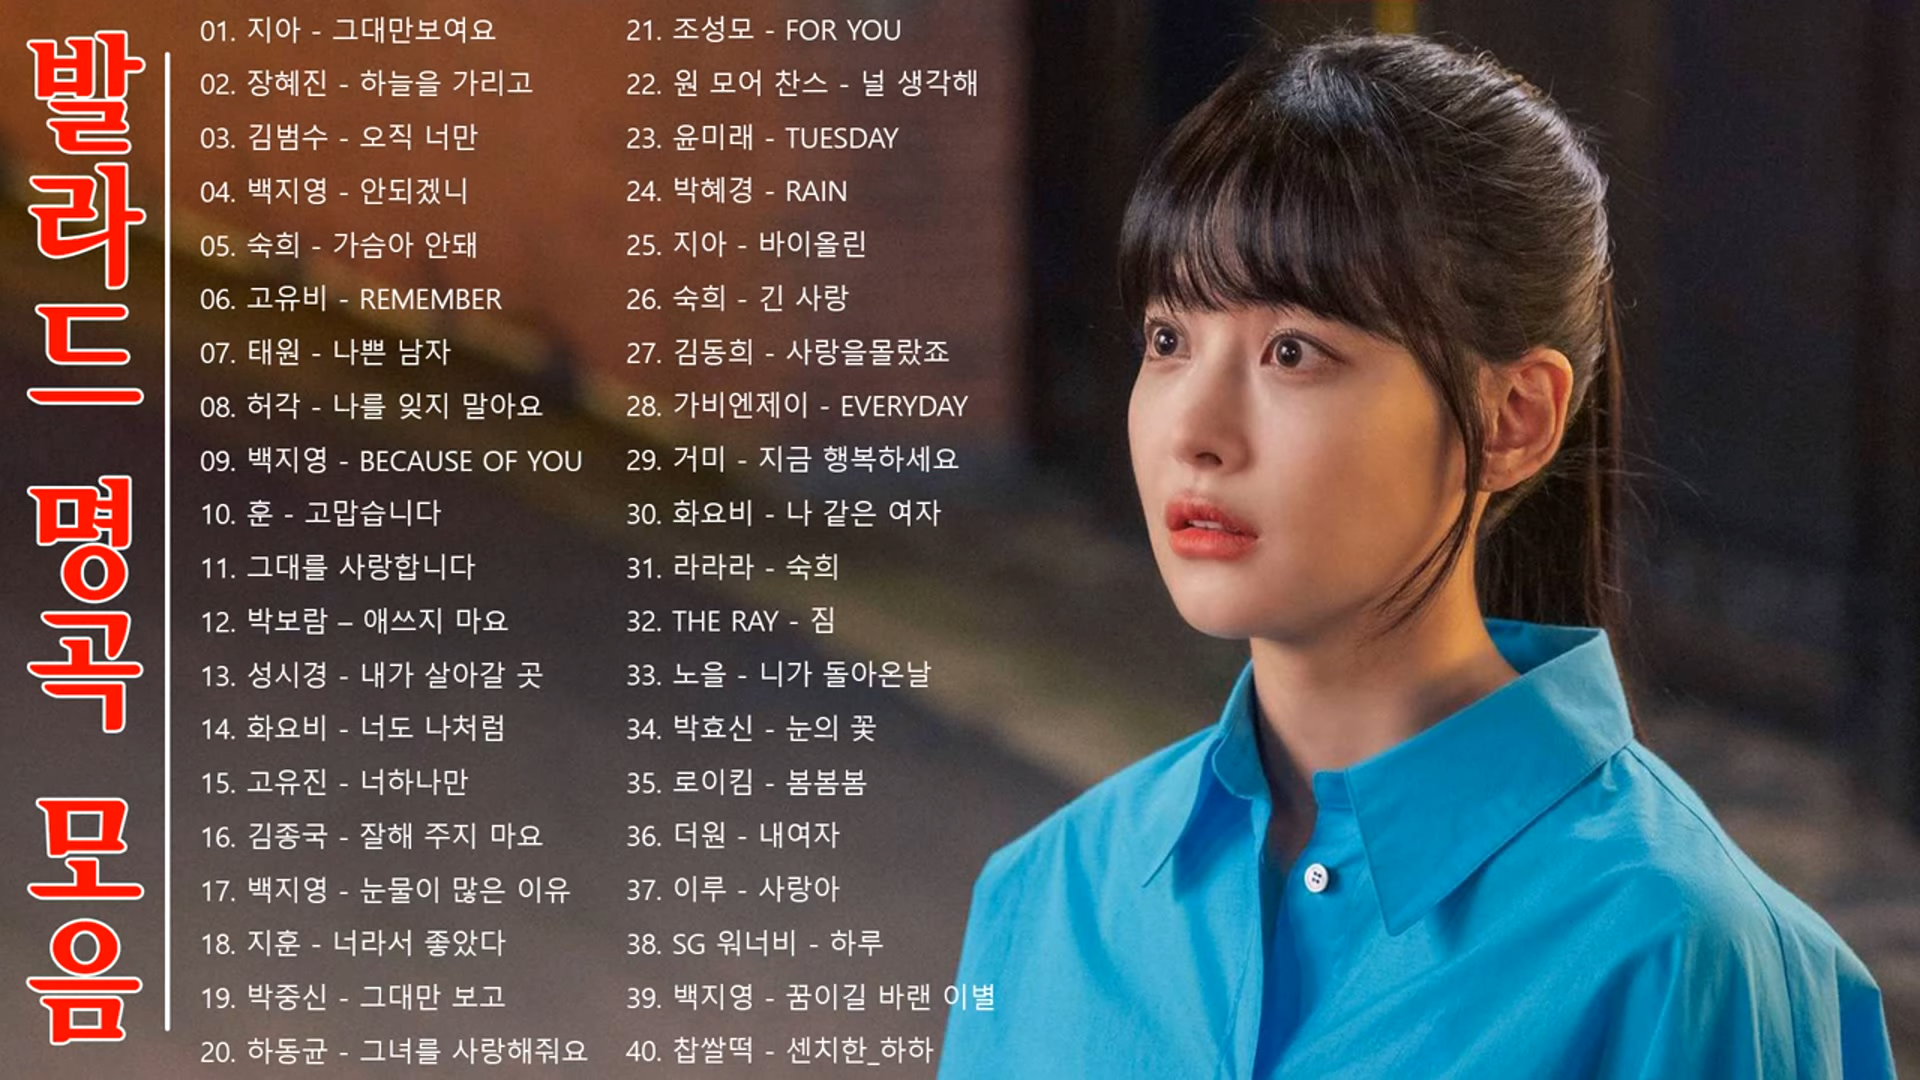 발라드 명곡 모음
01. 지아 - 그대만보여요
02. 장혜진 - 하늘을 가리고
03. 김범수 - 오직 너만
04. 백지영 - 안되겠니
05. 숙희 - 가슴아 안돼
06. 고유비 - REMEMBER
07. 태원 - 나쁜 남자
08. 허각 - 나를 잊지 말아요
09. 백지영 - BECAUSE OF YOU
10. 훈 - 고맙습니다
11. 그대를 사랑합니다
12. 박보람 – 애쓰지 마요
13. 성시경 - 내가 살아갈 곳
14. 화요비 - 너도 나처럼
15. 고유진 - 너하나만
16. 김종국 - 잘해 주지 마요
17. 백지영 - 눈물이 많은 이유
18. 지훈 - 너라서 좋았다
19. 박중신 - 그대만 보고
20. 하동균 - 그녀를 사랑해줘요
21. 조성모 - FOR YOU
22. 원 모어 찬스 - 널 생각해
23. 윤미래 - TUESDAY
24. 박혜경 - RAIN
25. 지아 - 바이올린
26. 숙희 - 긴 사랑
27. 김동희 - 사랑을몰랐죠
28. 가비엔제이 - EVERYDAY
29. 거미 - 지금 행복하세요
30. 화요비 - 나 같은 여자
31. 라라라 - 숙희
32. THE RAY - 짐
33. 노을 - 니가 돌아온날
34. 박효신 - 눈의 꽃
35. 로이킴 - 봄봄봄
36. 더원 - 내여자
37. 이루 - 사랑아
38. SG 워너비 - 하루
39. 백지영 - 꿈이길 바랜 이별
40. 찹쌀떡 - 센치한_하하